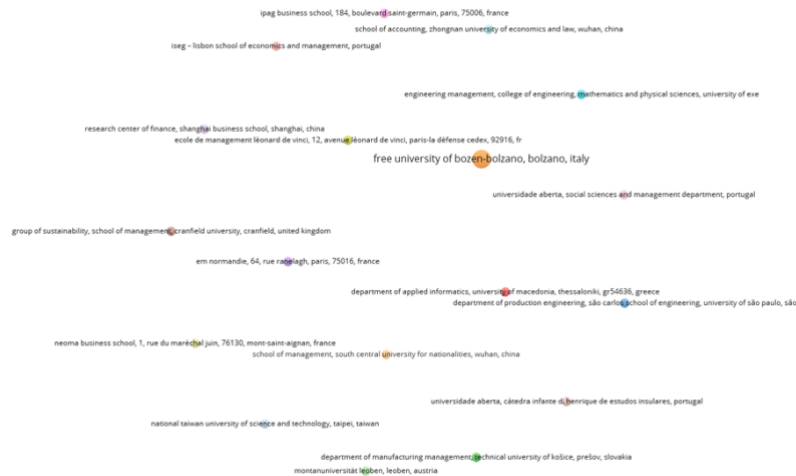 ipag business school, 184, boulevard saint-germain, paris, 75006, france
school of accounting, zhongnan university of economics and law, wuhan, china
iseg – lisbon school of economics and management, portugal
engineering management, college of engineering, mathematics and physical sciences, university of exe
research center of finance, shanghai business school, shanghai, china
ecole de management léonard de vinci, 12, avenue léonard de vinci, paris-la défense cedex, 92916, fr
free university of bozen-bolzano, bolzano, italy
universidade aberta, social sciences and management department, portugal
group of sustainability, school of management, cranfield university, cranfield, united kingdom
em normandie, 64, rue ranelagh, paris, 75016, france
department of applied informatics, university of macedonia, thessaloniki, gr54636, greece
department of production engineering, são carlos school of engineering, university of são paulo, são
neoma business school, 1, rue du maréchal juin, 76130, mont-saint-aignan, france
school of management, south central university for nationalities, wuhan, china
universidade aberta, cátedra infante d. henrique de estudos insulares, portugal
national taiwan university of science and technology, taipei, taiwan
department of manufacturing management, technical university of košice, prešov, slovakia
montanuniversität leoben, leoben, austria